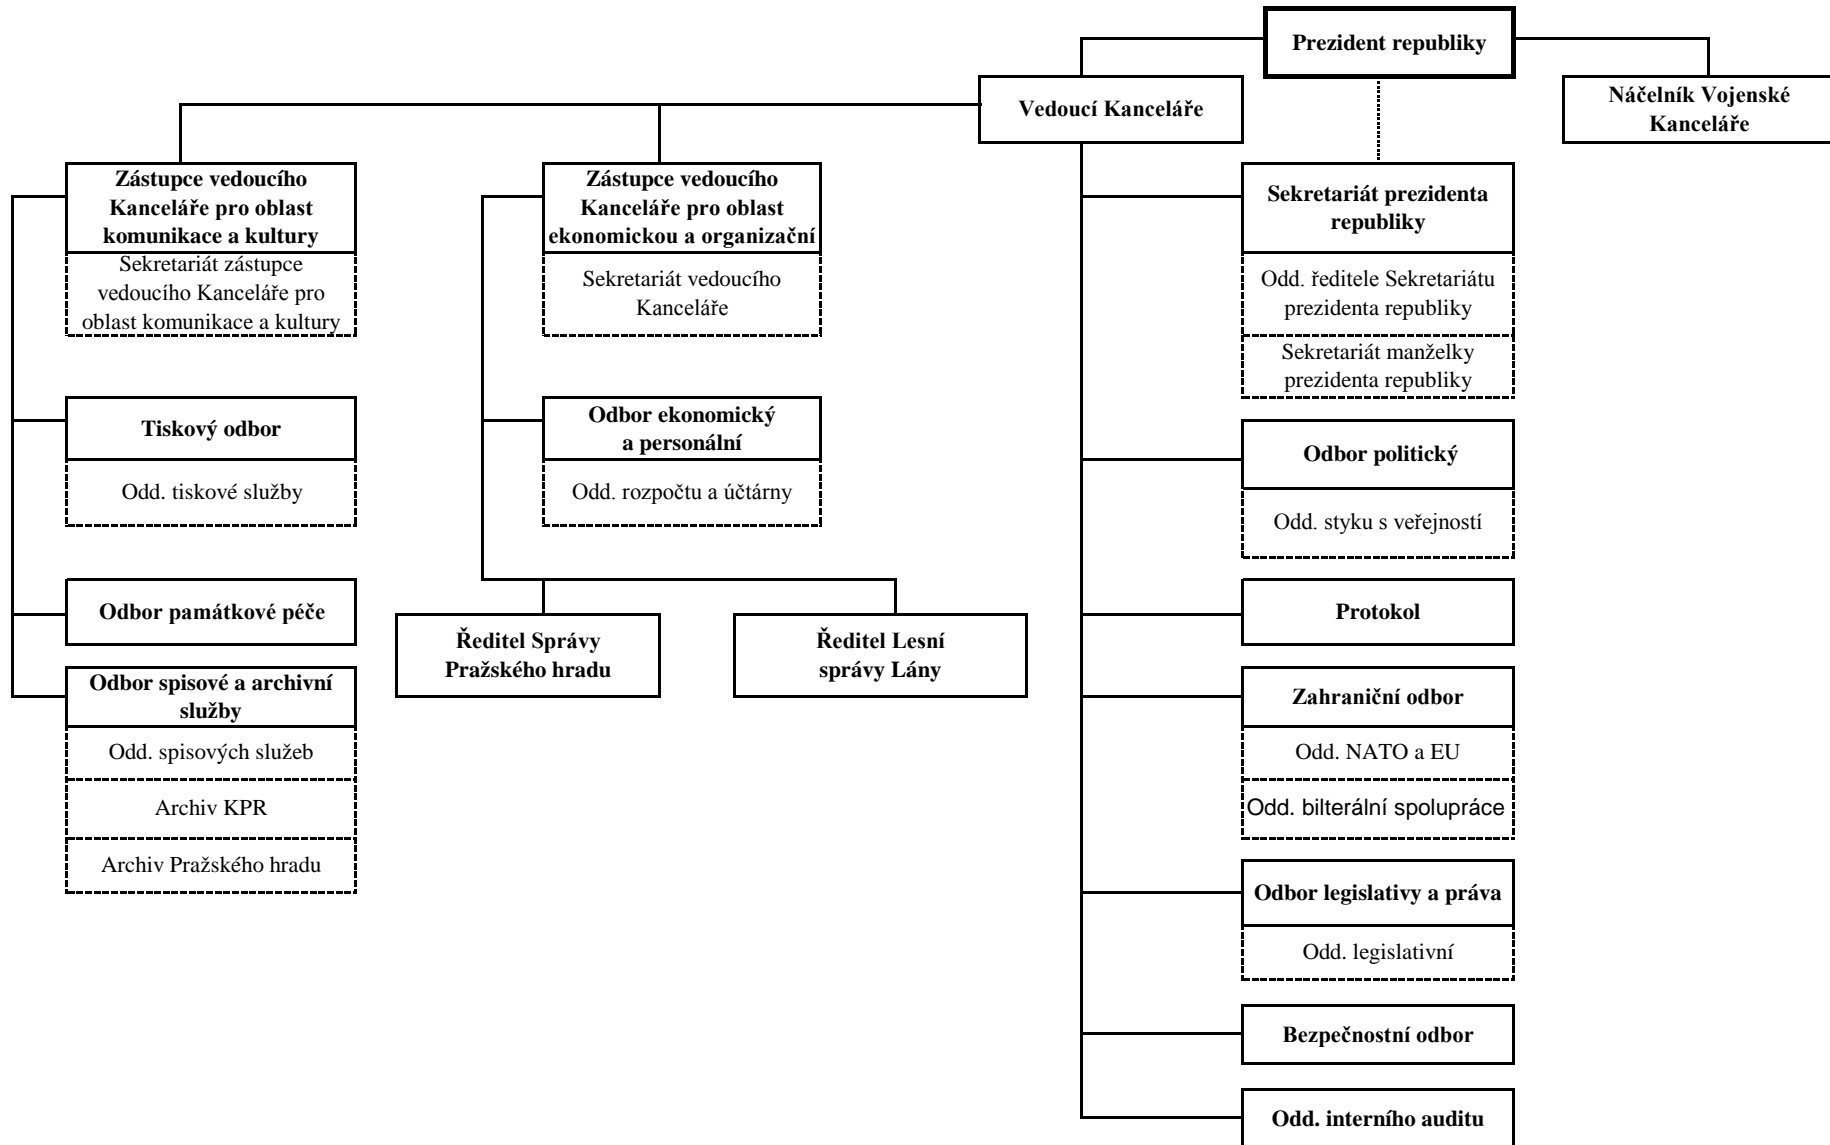 Prezident republiky
Vedoucí Kanceláře
Náčelník Vojenské
Kanceláře
Zástupce vedoucího
Kanceláře pro oblast
komunikace a kultury
Sekretariát zástupce
vedoucího Kanceláře pro
oblast komunikace a kultury
Tiskový odbor
Odd. tiskové služby
Odbor památkové péče
Odbor spisové a archivní
služby
Odd. spisových služeb
Archiv KPR
Archiv Pražského hradu
Zástupce vedoucího
Kanceláře pro oblast
ekonomickou a organizační
Sekretariát vedoucího
Kanceláře
Odbor ekonomický
a personální
Odd. rozpočtu a účtárny
Ředitel Správy
Pražského hradu
Ředitel Lesní
správy Lány
Sekretariát prezidenta
republiky
Odd. ředitele Sekretariátu
prezidenta republiky
Sekretariát manželky
prezidenta republiky
Odbor politický
Odd. styku s veřejností
Protokol
Zahraniční odbor
Odd. NATO a EU
Odd. bilterální spolupráce
Odbor legislativy a práva
Odd. legislativní
Bezpečnostní odbor
Odd. interního auditu